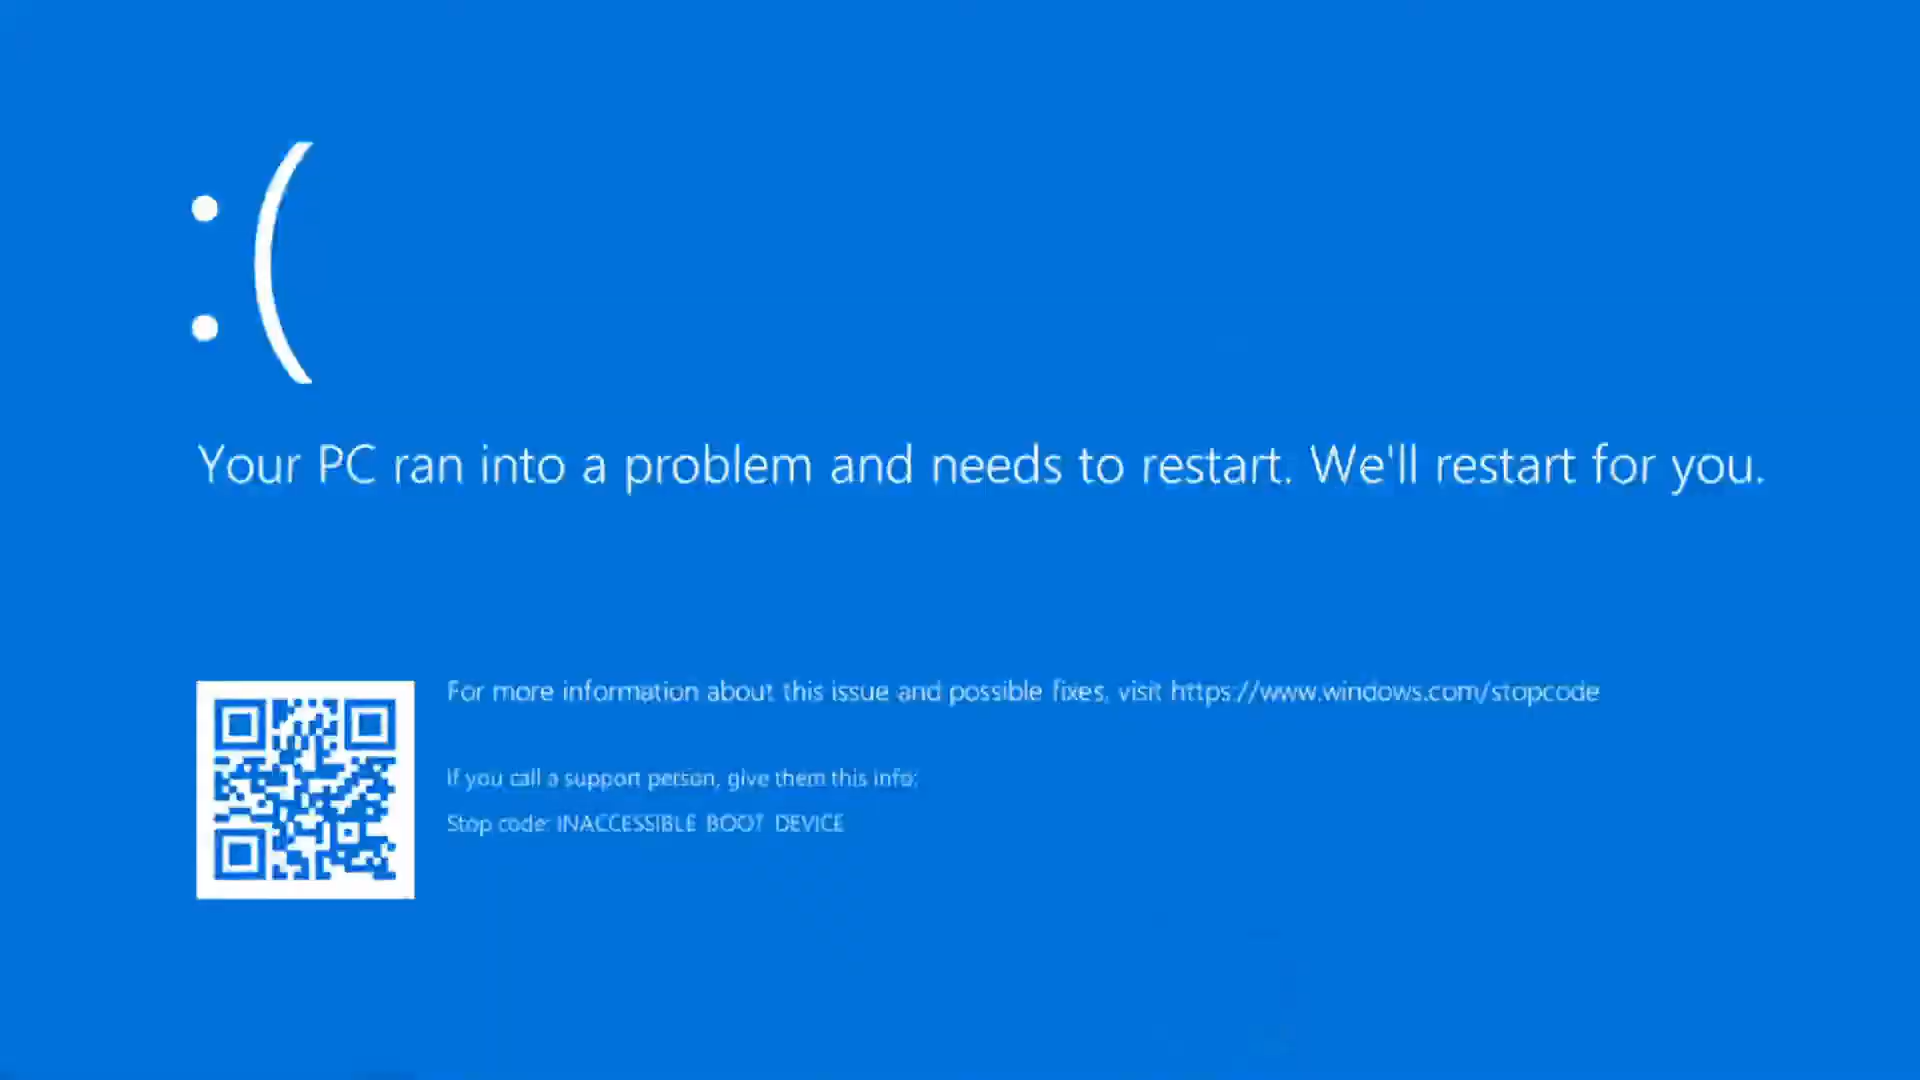 :(
Your PC ran into a problem and needs to restart. We'll restart for you.
For more information about this issue and possible fixes, visit https://www.windows.com/stopcode
If you call a support person, give them this info:
Stop code: INACCESSIBLE BOOT DEVICE